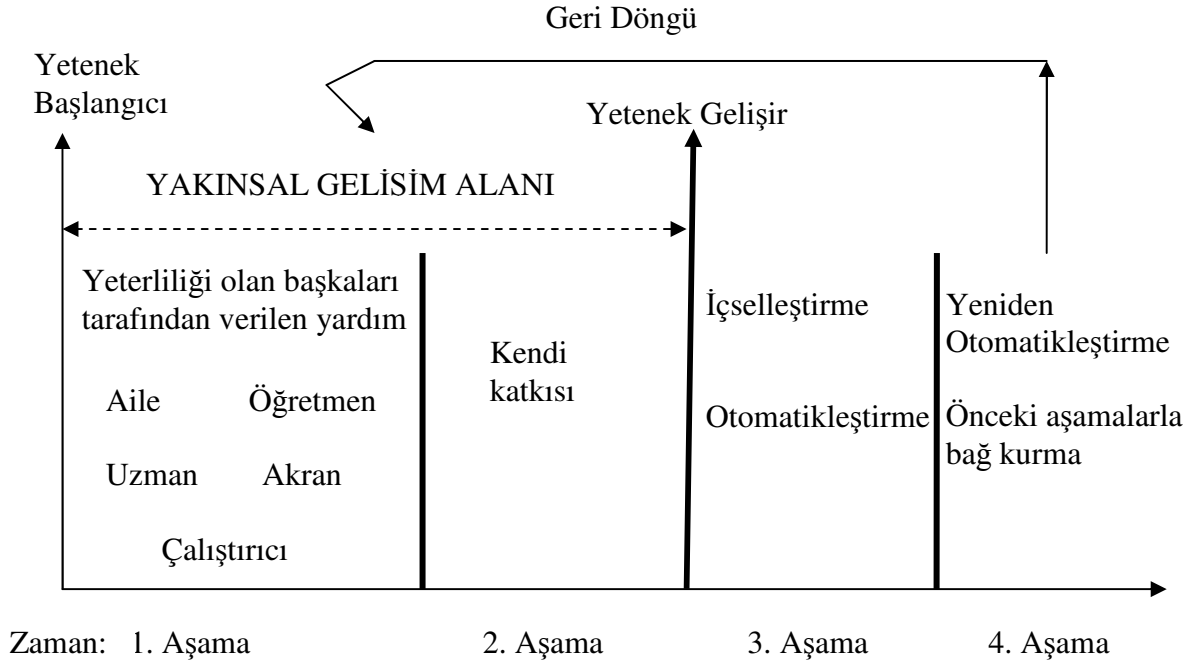 Geri Döngü
Yetenek
Başlangıcı
Yetenek Gelişir
YAKINSAL GELİSİM ALANI
Yeterliliği olan başkaları
tarafından verilen yardım
Aile Öğretmen
Uzman Akran
Çalıştırıcı
Kendi
katkısı
İçselleştirme
Otomatikleştirme
Yeniden
Otomatikleştirme
Önceki aşamalarla
bağ kurma
Zaman: 1. Aşama 2. Aşama 3. Aşama 4. Aşama